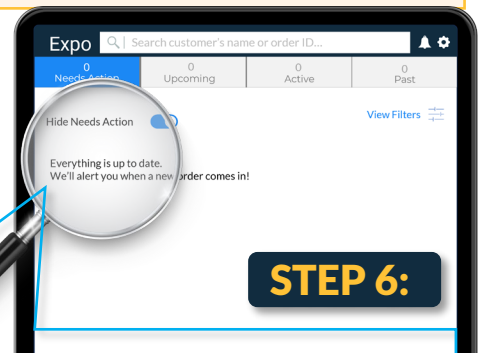 Expo
Search customer's name or order ID...
0
Needs Action
0
Upcoming
0
Active
0
Past
Hide Needs Action
View Filters
Everything is up to date.
We'll alert you when a new order comes in!
STEP 6: